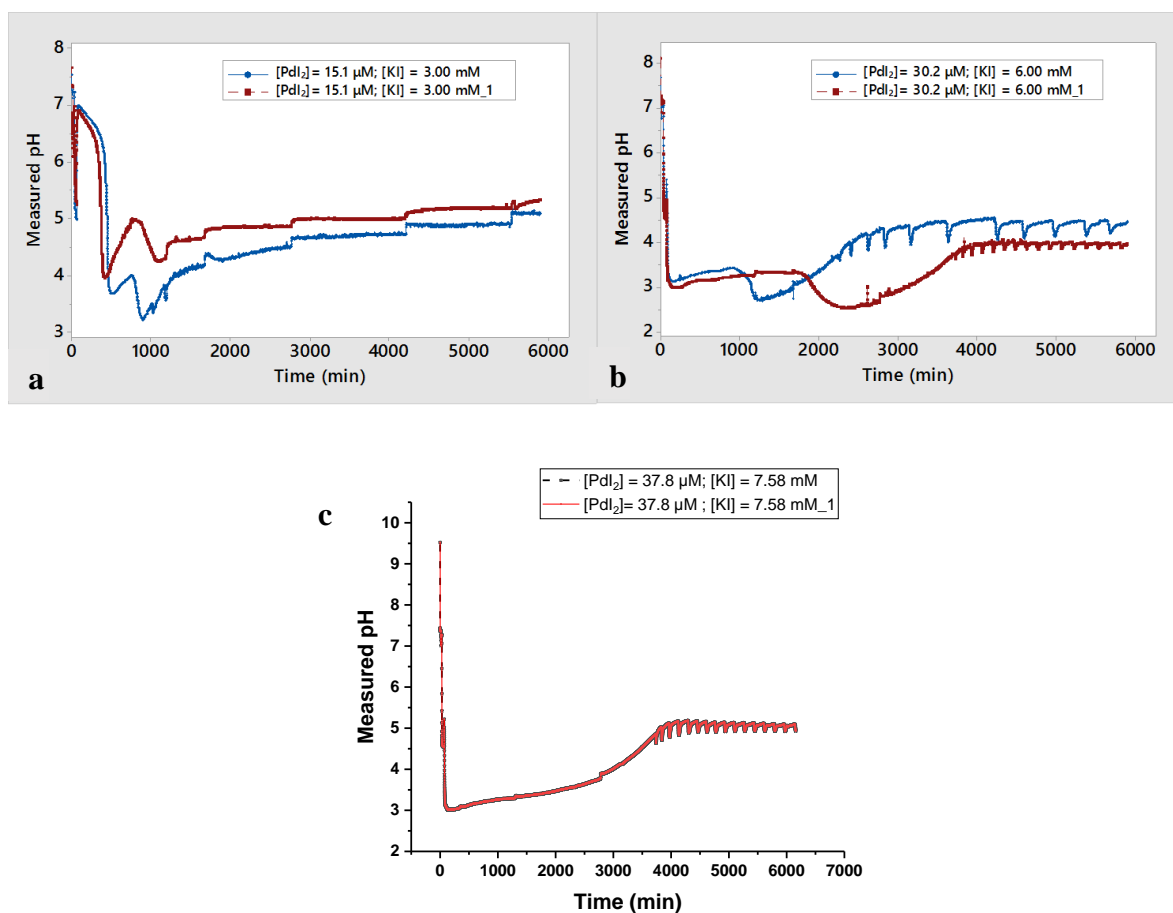 [PdI₂] = 15.1 µM; [KI] = 3.00 mM
[PdI₂] = 15.1 µM; [KI] = 3.00 mM_1
8
7
6
5
4
3
Measured pH
0
1000
2000
3000
4000
5000
6000
Time (min)
a
[PdI₂] = 30.2 µM; [KI] = 6.00 mM
[PdI₂] = 30.2 µM; [KI] = 6.00 mM_1
8
7
6
5
4
3
2
Measured pH
0
1000
2000
3000
4000
5000
6000
Time (min)
b
c
[PdI₂] = 37.8 µM; [KI] = 7.58 mM
[PdI₂]= 37.8 µM ; [KI] = 7.58 mM_1
10
9
8
7
6
5
4
3
2
Measured pH
0
1000
2000
3000
4000
5000
6000
7000
Time (min)